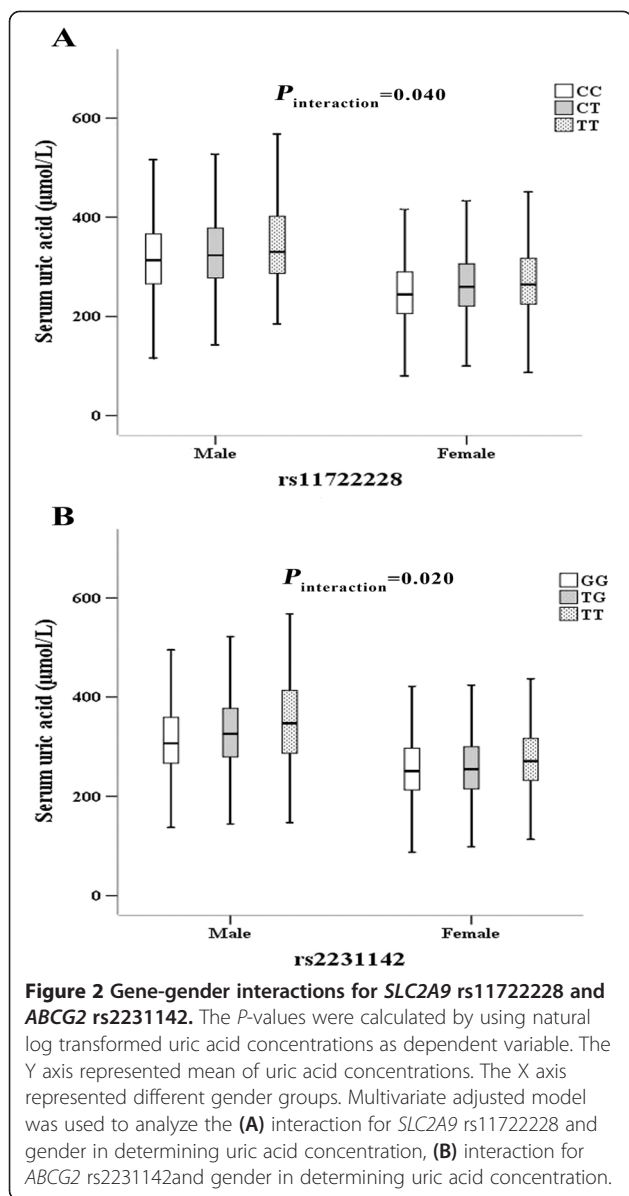 A
P interaction=0.040
CC
CT
TT
Serum uric acid (μmol/L)
600
400
200
0
Male
Female
rs11722228
B
P interaction=0.020
GG
TG
TT
Serum uric acid (μmol/L)
600
400
200
0
Male
Female
rs2231142
Figure 2 Gene-gender interactions for SLC2A9 rs11722228 and
ABCG2 rs2231142. The P-values were calculated by using natural
log transformed uric acid concentrations as dependent variable. The
Y axis represented mean of uric acid concentrations. The X axis
represented different gender groups. Multivariate adjusted model
was used to analyze the (A) interaction for SLC2A9 rs11722228 and
gender in determining uric acid concentration, (B) interaction for
ABCG2 rs2231142and gender in determining uric acid concentration.